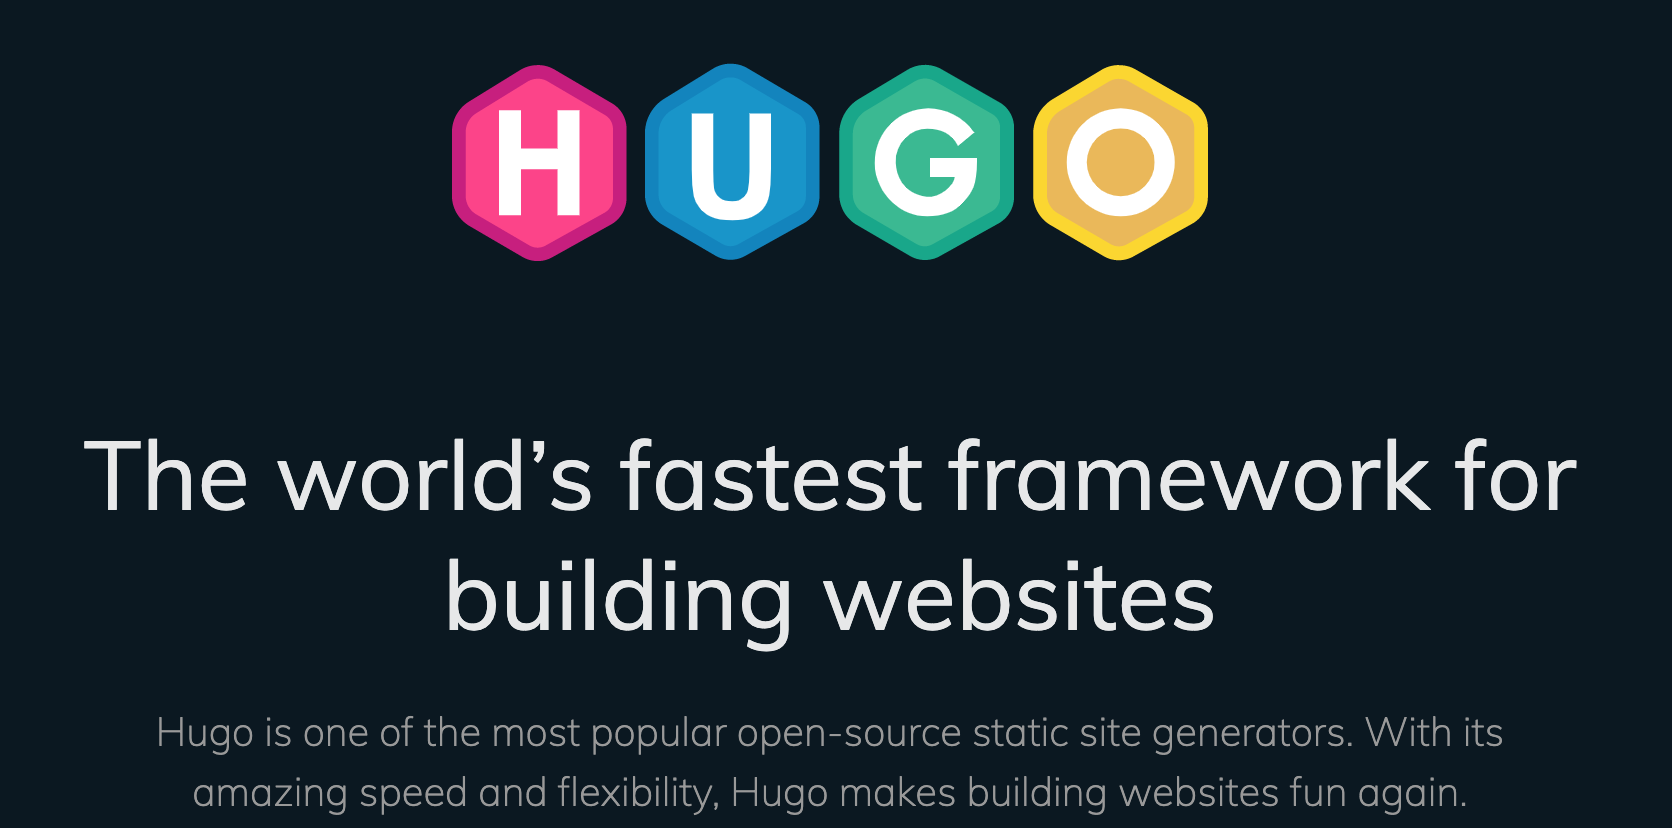 HUGO
The world’s fastest framework for
building websites
Hugo is one of the most popular open-source static site generators. With its
amazing speed and flexibility, Hugo makes building websites fun again.